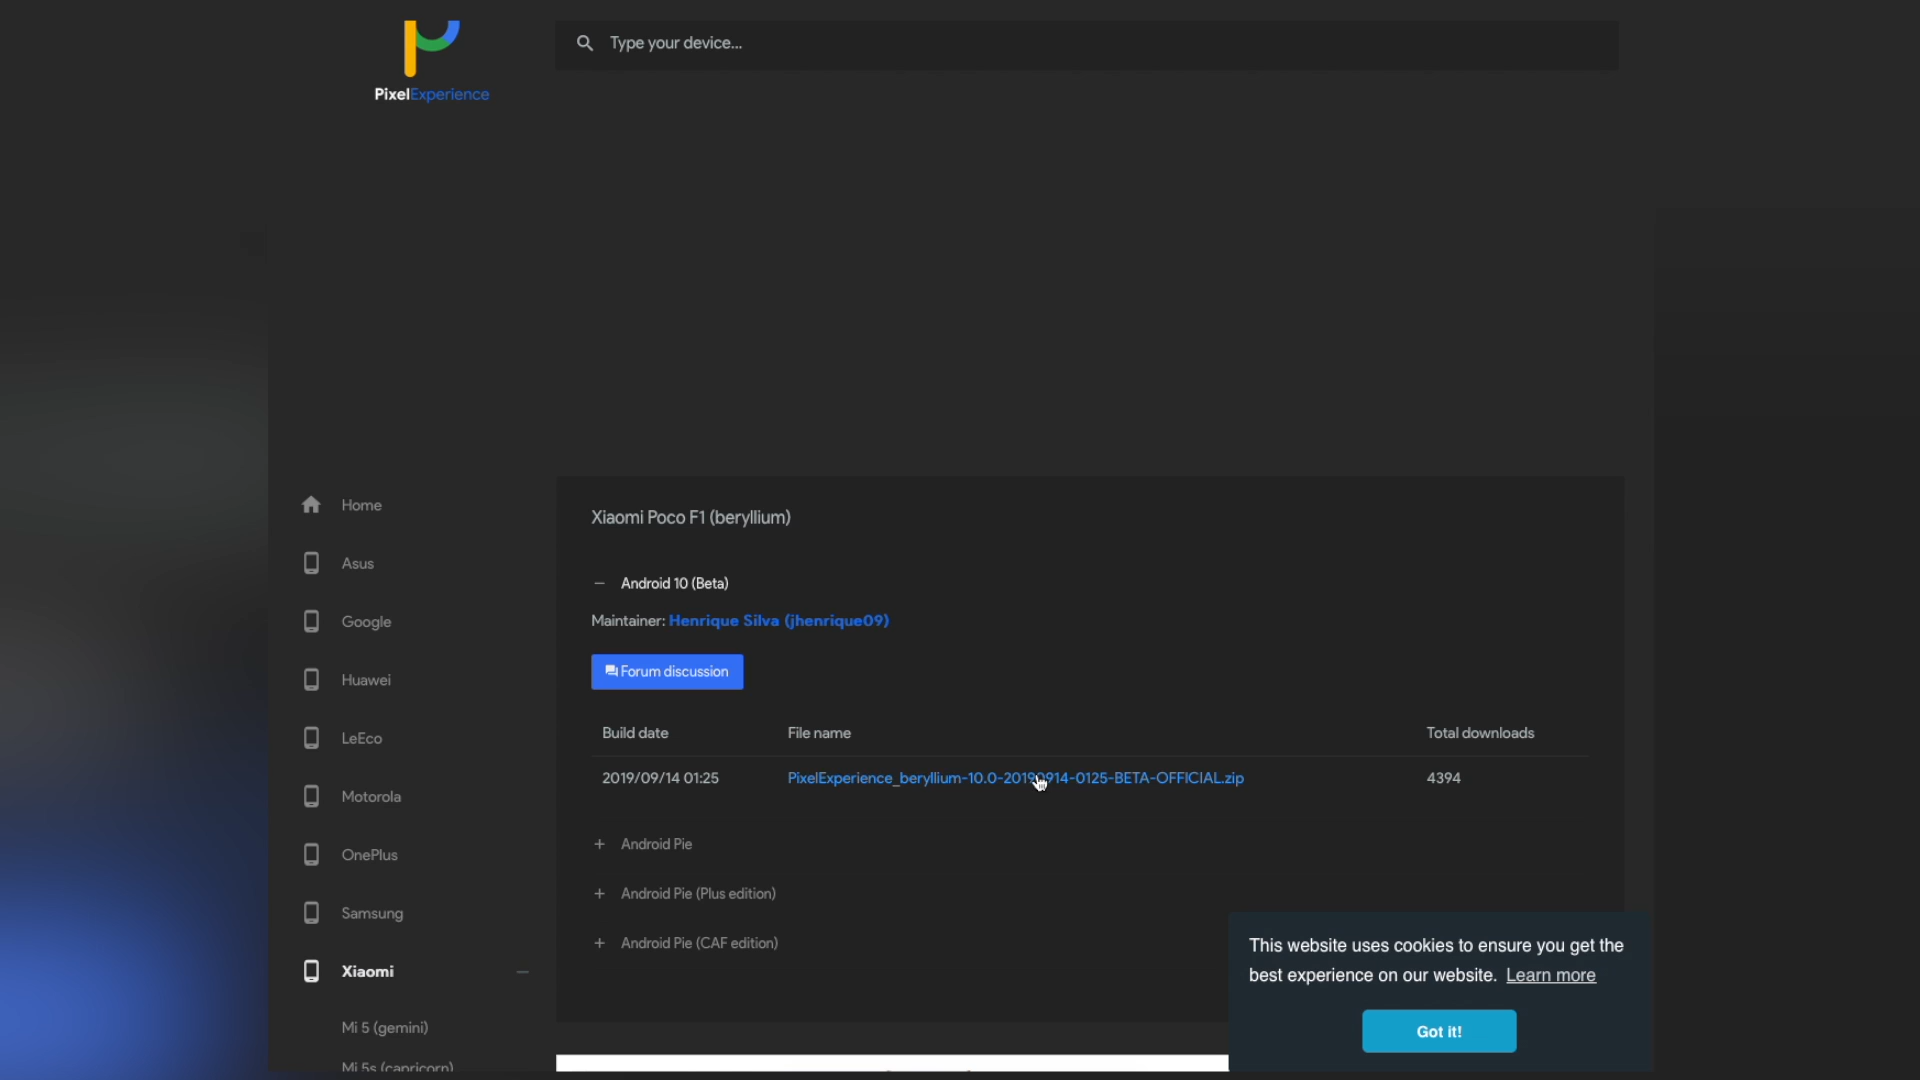 Type your device...
PixelExperience
Home
Asus
Google
Huawei
LeEco
Motorola
OnePlus
Samsung
Xiaomi
Mi 5 (gemini)
Mi 5s (capricorn)
Xiaomi Poco F1 (beryllium)
Android 10 (Beta)
Maintainer: Henrique Silva (jhenrique09)
Forum discussion
Build date File name Total downloads
2019/09/14 01:25 PixelExperience_beryllium-10.0-20190914-0125-BETA-OFFICIAL.zip 4394
+ Android Pie
+ Android Pie (Plus edition)
+ Android Pie (CAF edition)
This website uses cookies to ensure you get the
best experience on our website. Learn more
Got it!